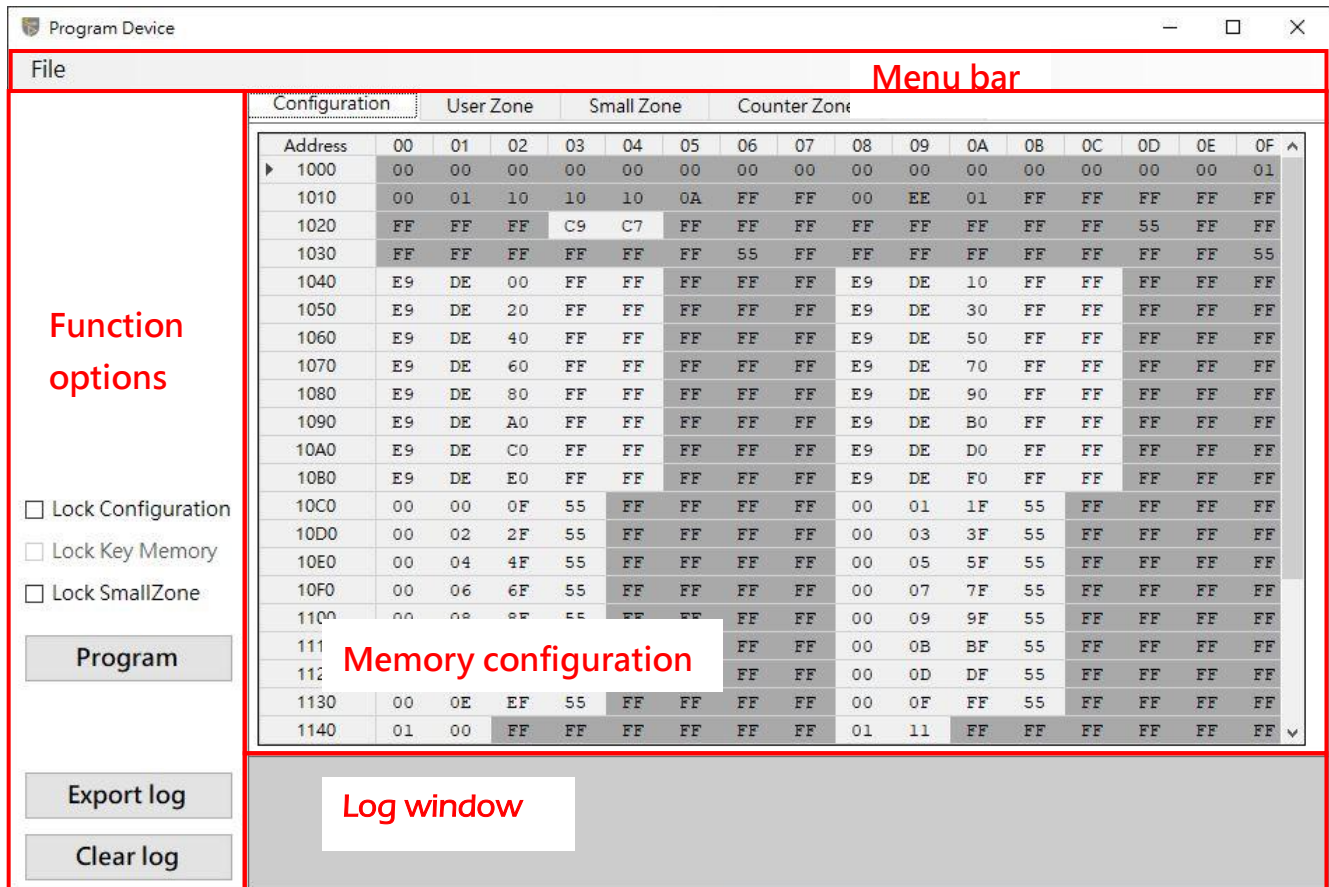 Program Device
File
Menu bar
Configuration User Zone Small Zone Counter Zone
Address 00 01 02 03 04 05 06 07 08 09 0A 0B 0C 0D 0E 0F
1000 00 00 00 00 00 00 00 00 00 00 00 00 00 00 00 01
1010 00 01 10 10 10 0A FF FF 00 EE 01 FF FF FF FF FF
1020 FF FF FF C9 C7 FF FF FF FF FF FF FF FF 55 FF FF
1030 FF FF FF FF FF FF 55 FF FF FF FF FF FF FF FF 55
1040 E9 DE 00 FF FF FF FF FF E9 DE 10 FF FF FF FF FF
1050 E9 DE 20 FF FF FF FF FF E9 DE 30 FF FF FF FF FF
1060 E9 DE 40 FF FF FF FF FF E9 DE 50 FF FF FF FF FF
1070 E9 DE 60 FF FF FF FF FF E9 DE 70 FF FF FF FF FF
1080 E9 DE 80 FF FF FF FF FF E9 DE 90 FF FF FF FF FF
1090 E9 DE A0 FF FF FF FF FF E9 DE B0 FF FF FF FF FF
10A0 E9 DE C0 FF FF FF FF FF E9 DE D0 FF FF FF FF FF
10B0 E9 DE E0 FF FF FF FF FF E9 DE F0 FF FF FF FF FF
10C0 00 00 0F 55 FF FF FF FF 00 01 1F 55 FF FF FF FF
10D0 00 02 2F 55 FF FF FF FF 00 03 3F 55 FF FF FF FF
10E0 00 04 4F 55 FF FF FF FF 00 05 5F 55 FF FF FF FF
10F0 00 06 6F 55 FF FF FF FF 00 07 7F 55 FF FF FF FF
1100 00 08 8F 55 FF FF FF FF 00 09 9F 55 FF FF FF FF
FF FF 00 0B BF 55 FF FF FF FF
FF FF 00 0D DF 55 FF FF FF FF
1130 00 0E EF 55 FF FF FF FF 00 0F FF 55 FF FF FF FF
1140 01 00 FF FF FF FF FF FF 01 11 FF FF FF FF FF FF
Memory configuration
Function
options
Lock Configuration
Lock Key Memory
Lock SmallZone
Program
Export log
Clear log
Log window